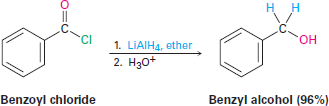 O
C
Cl
1. LiAlH4, ether
2. H3O+
H H
C
OH
Benzoyl chloride
Benzyl alcohol (96%)